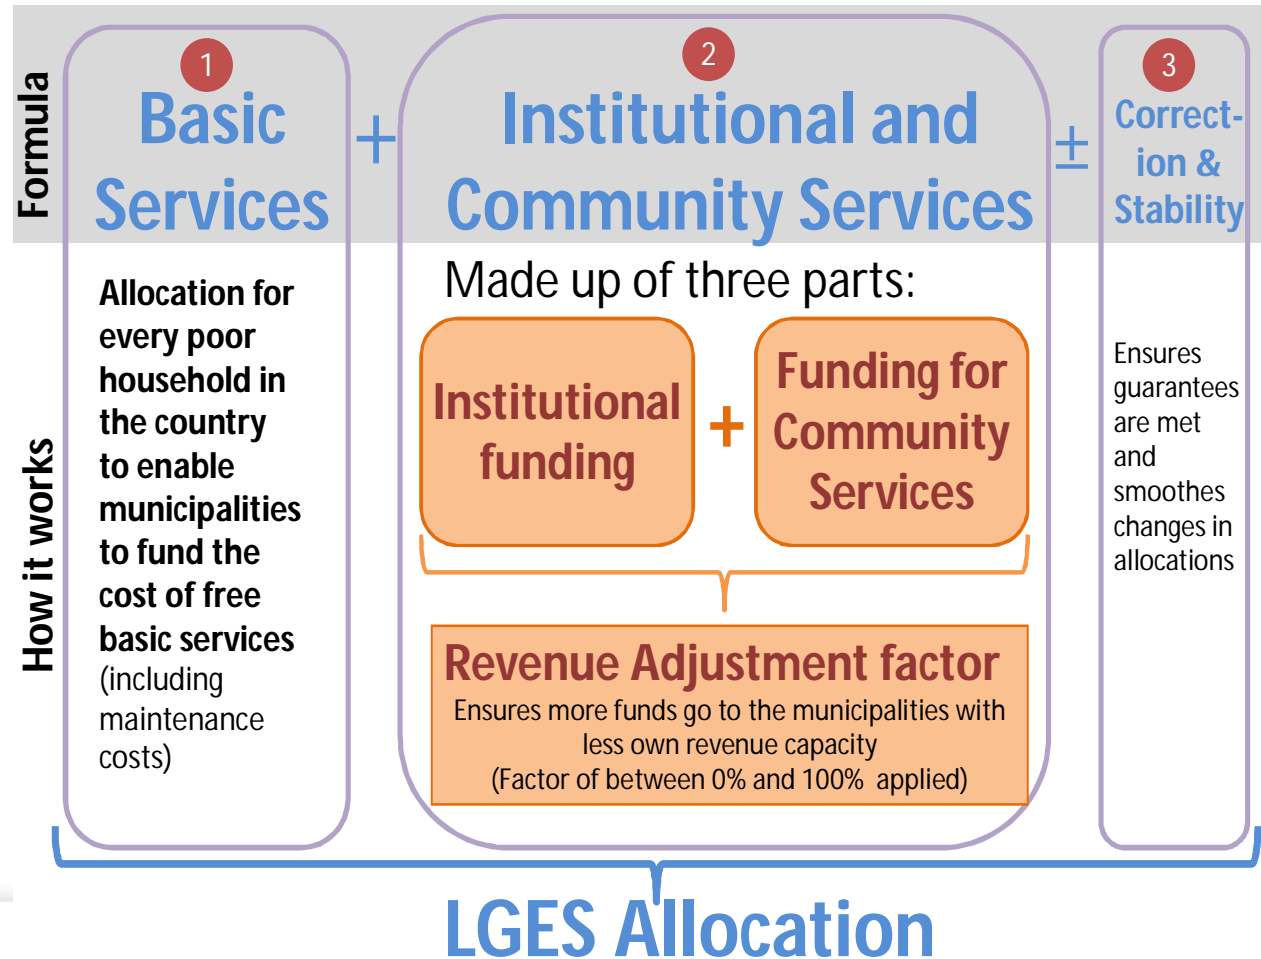 Formula
1
Basic
Services
+
2
Institutional and
Community Services
±
3
Correct-
ion &
Stability
How it works
Allocation for
every poor
household in
the country
to enable
municipalities
to fund the
cost of free
basic services
(including
maintenance
costs)
Made up of three parts:
Institutional
funding
+
Funding for
Community
Services
Revenue Adjustment factor
Ensures more funds go to the municipalities with
less own revenue capacity
(Factor of between 0% and 100% applied)
Ensures
guarantees
are met
and
smoothes
changes in
allocations
LGES Allocation